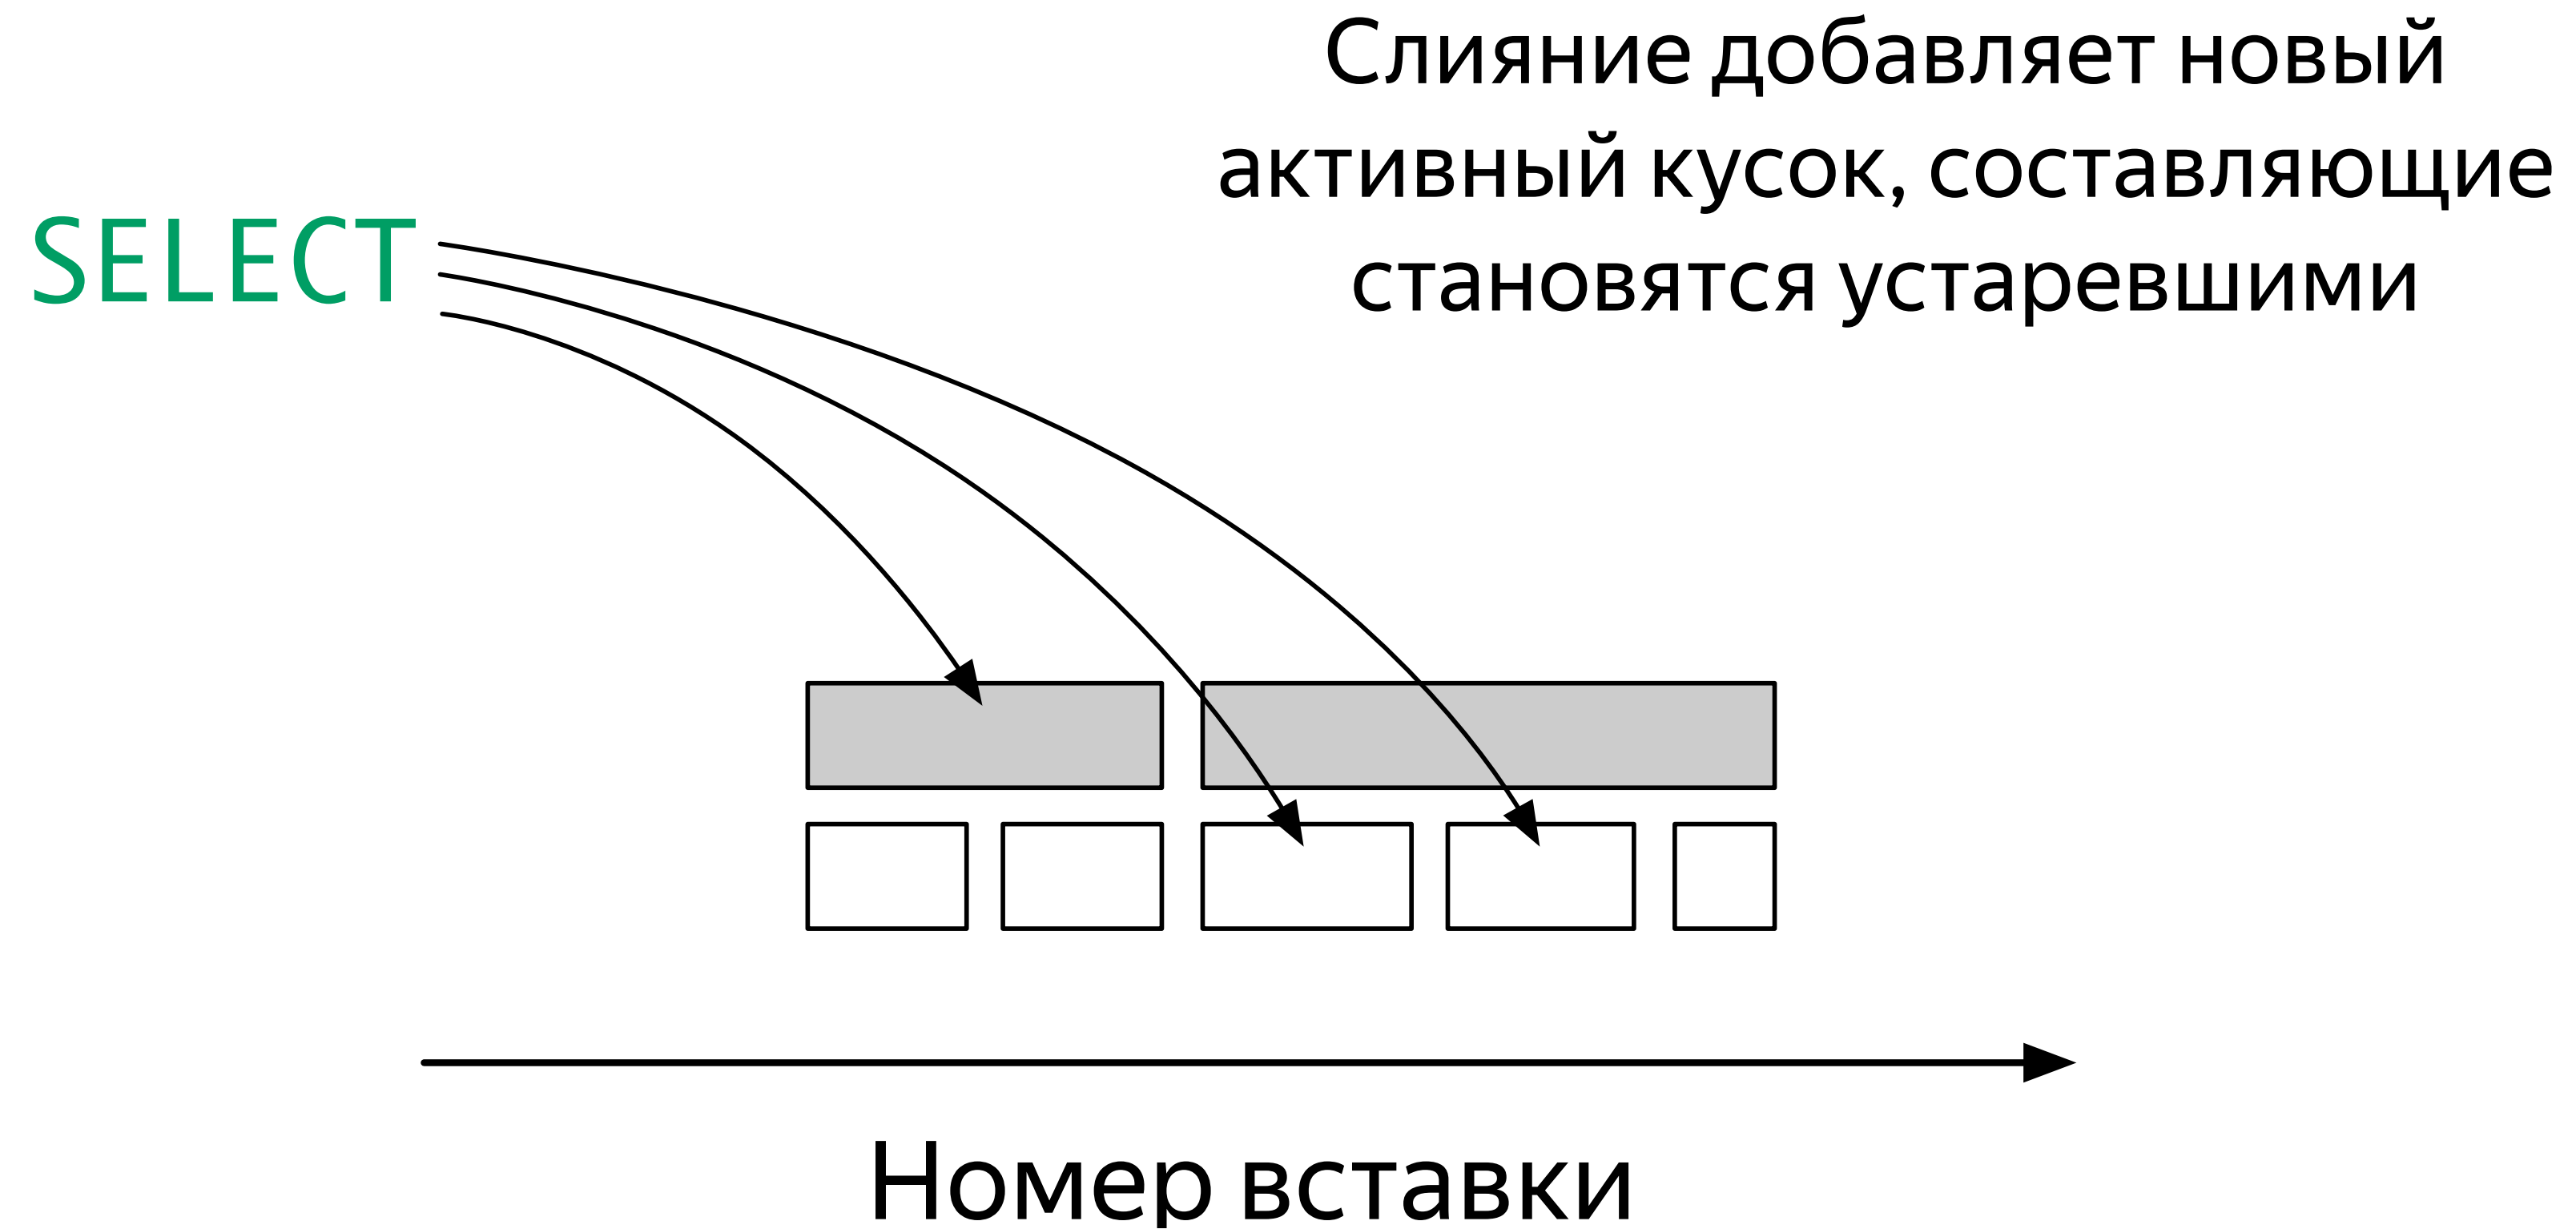 Слияние добавляет новый
активный кусок, составляющие
становятся устаревшими
SELECT
Номер вставки